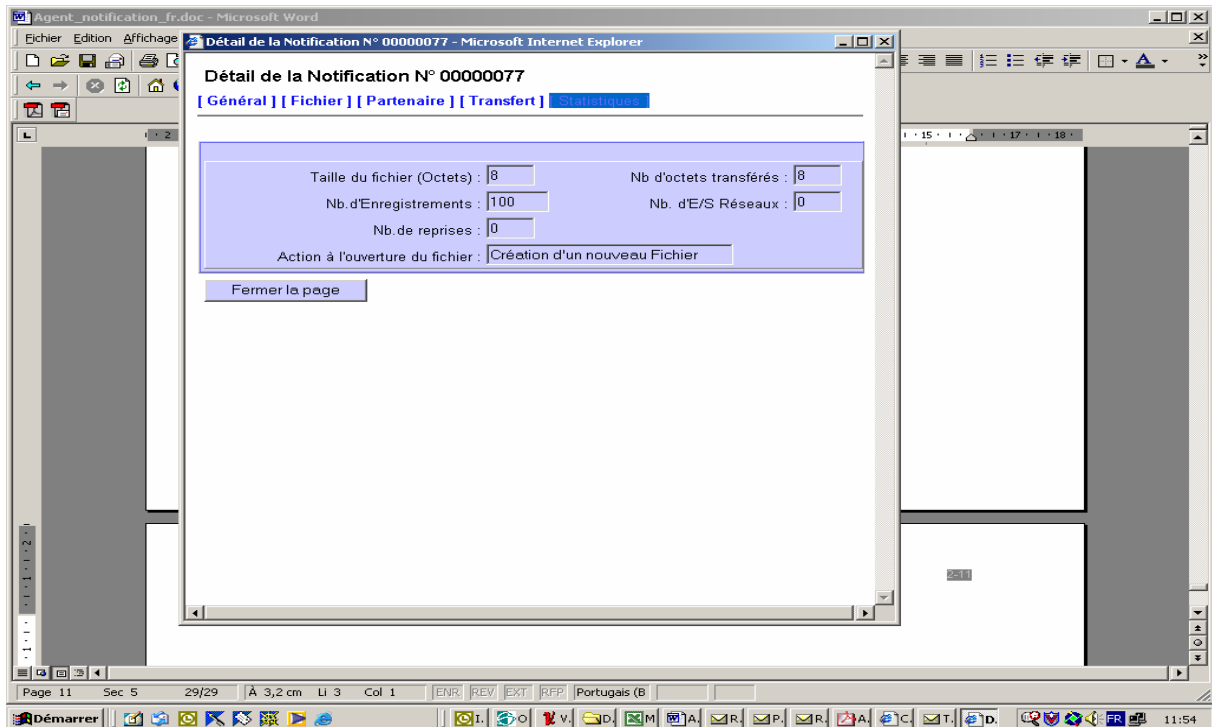 Agent_notification_fr.doc - Microsoft Word
Fichier Edition Affichage
Détail de la Notification N° 00000077 - Microsoft Internet Explorer
Détail de la Notification N° 00000077
[ Général ] [ Fichier ] [ Partenaire ] [ Transfert ] [ Statistiques ]
Taille du fichier (Octets) : 8 Nb d'octets transférés : 8
Nb.d'Enregistrements : 100 Nb. d'E/S Réseaux : 0
Nb.de reprises : 0
Action à l'ouverture du fichier : Création d'un nouveau Fichier
Fermer la page
2-11
Page 11 Sec 5 29/29 À 3,2 cm Li 3 Col 1 ENR REV EXT RFP Portugais (B
Démarrer I. O V. D. M A. R. P. R. A. C. T. D. FR 11:54